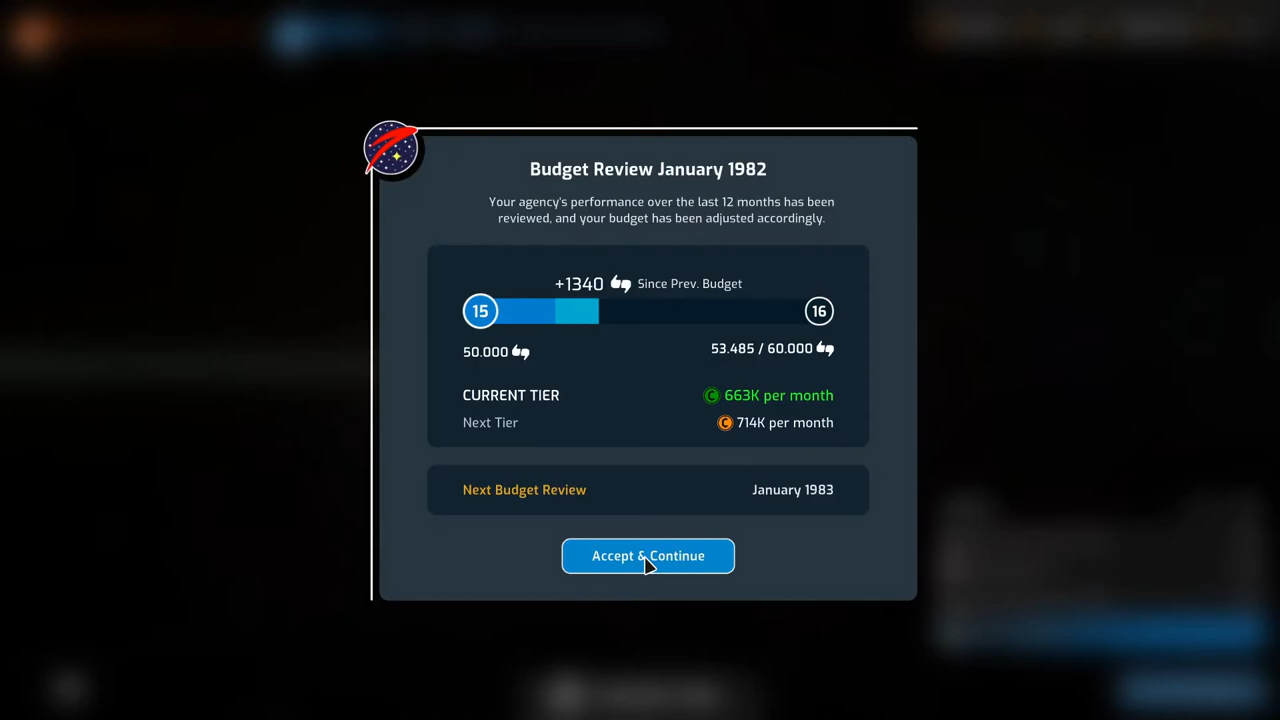 Budget Review January 1982
Your agency's performance over the last 12 months has been
reviewed, and your budget has been adjusted accordingly.
+1340 Since Prev. Budget
15
16
50.000
53.485 / 60.000
CURRENT TIER
663K per month
Next Tier
714K per month
Next Budget Review
January 1983
Accept & Continue